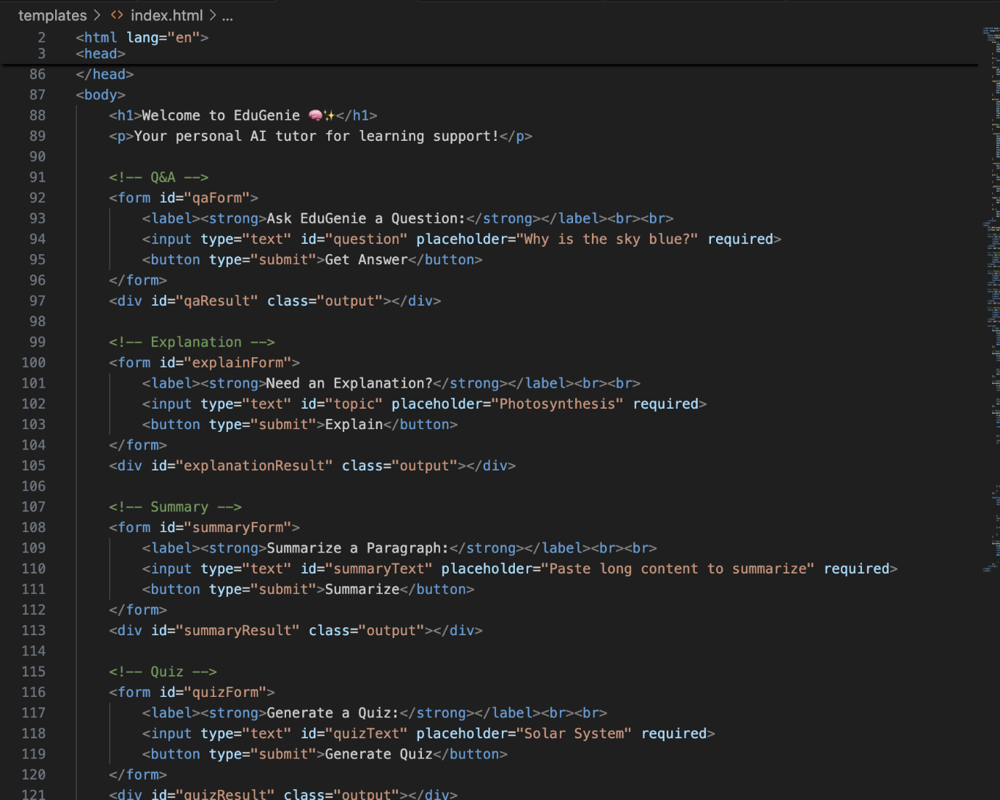 templates > <> index.html > ...
2 <html lang="en">
3 <head>
86 </head>
87 <body>
88 <h1>Welcome to EduGenie 🧠✨</h1>
89 <p>Your personal AI tutor for learning support!</p>
90
91 <!-- Q&A -->
92 <form id="qaForm">
93 <label><strong>Ask EduGenie a Question:</strong></label><br><br>
94 <input type="text" id="question" placeholder="Why is the sky blue?" required>
95 <button type="submit">Get Answer</button>
96 </form>
97 <div id="qaResult" class="output"></div>
98
99 <!-- Explanation -->
100 <form id="explainForm">
101 <label><strong>Need an Explanation?</strong></label><br><br>
102 <input type="text" id="topic" placeholder="Photosynthesis" required>
103 <button type="submit">Explain</button>
104 </form>
105 <div id="explanationResult" class="output"></div>
106
107 <!-- Summary -->
108 <form id="summaryForm">
109 <label><strong>Summarize a Paragraph:</strong></label><br><br>
110 <input type="text" id="summaryText" placeholder="Paste long content to summarize" required>
111 <button type="submit">Summarize</button>
112 </form>
113 <div id="summaryResult" class="output"></div>
114
115 <!-- Quiz -->
116 <form id="quizForm">
117 <label><strong>Generate a Quiz:</strong></label><br><br>
118 <input type="text" id="quizText" placeholder="Solar System" required>
119 <button type="submit">Generate Quiz</button>
120 </form>
121 <div id="quizResult" class="output"></div>